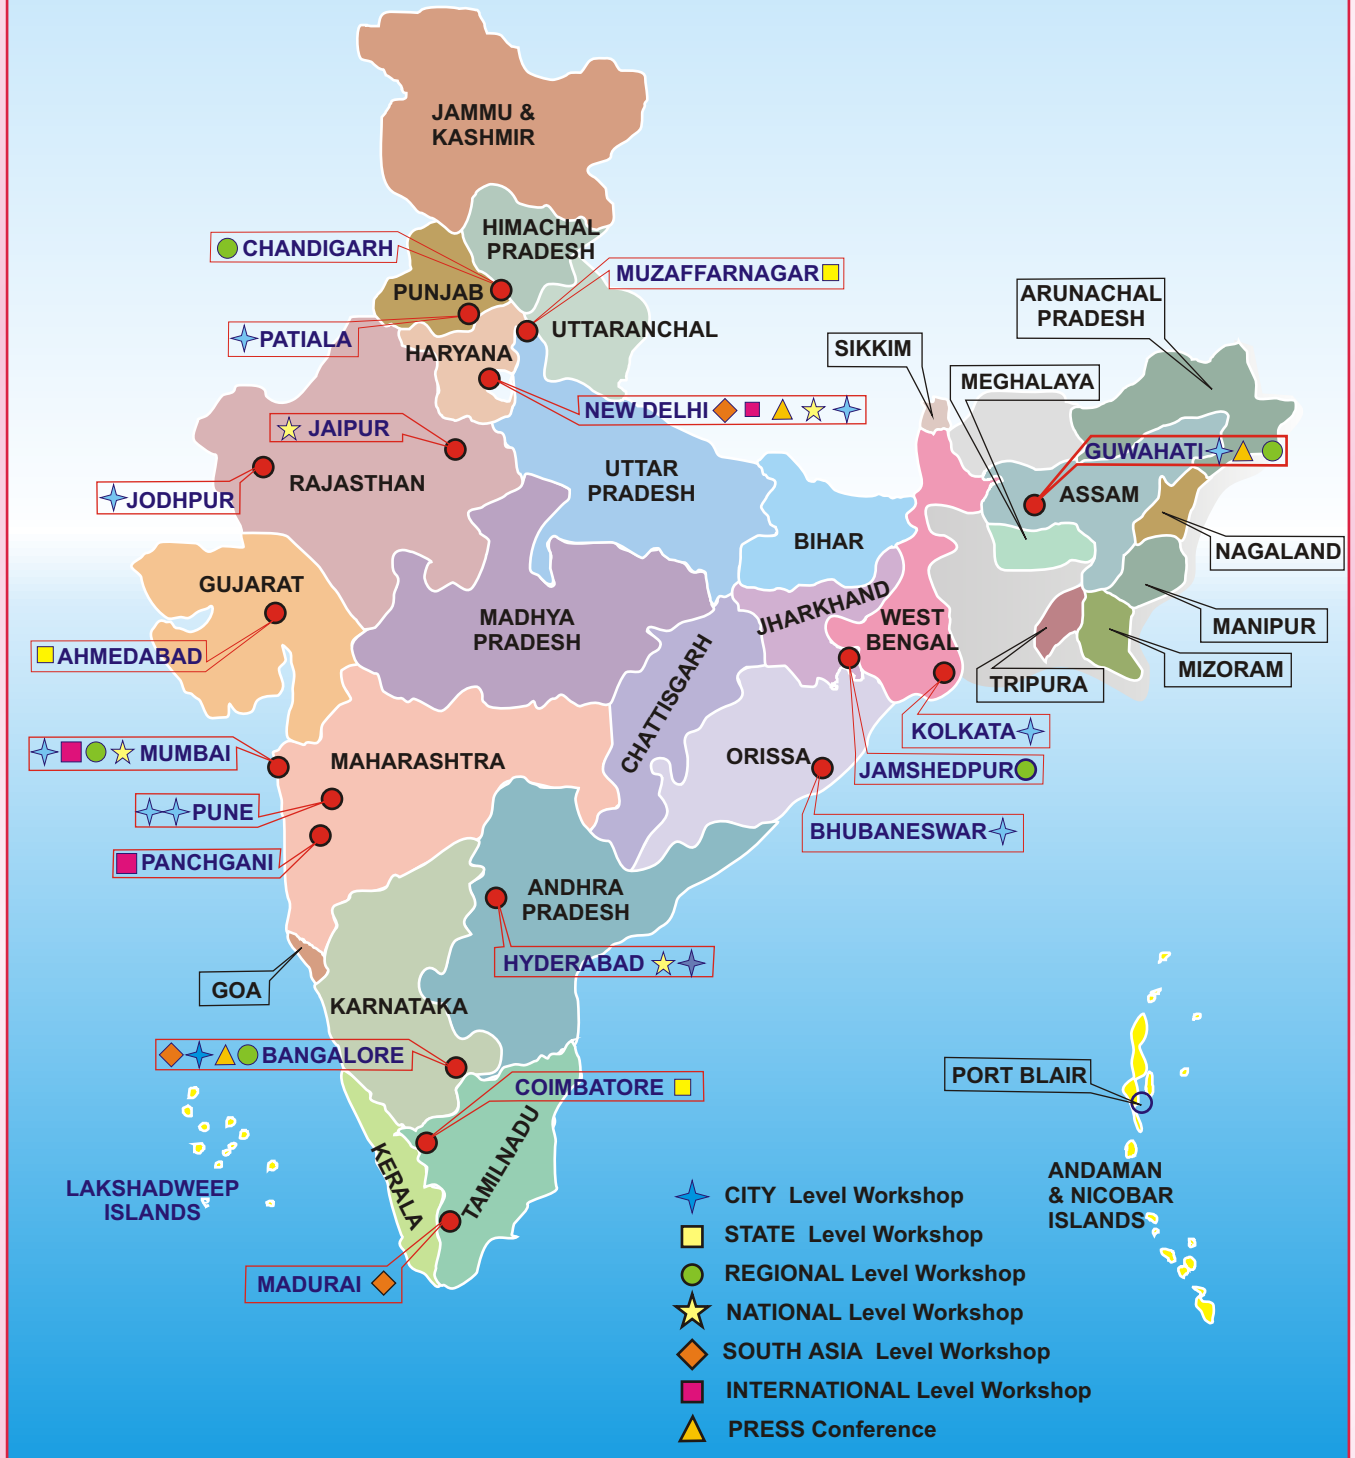 JAMMU &
KASHMIR
HIMACHAL
PRADESH
CHANDIGARH
MUZAFFARNAGAR
PUNJAB
ARUNACHAL
PRADESH
UTTARANCHAL
PATIALA
HARYANA
SIKKIM
MEGHALAYA
NEW DELHI
JAIPUR
GUWAHATI
UTTAR
PRADESH
RAJASTHAN
ASSAM
JODHPUR
BIHAR
NAGALAND
GUJARAT
JHARKHAND
MADHYA
PRADESH
WEST
BENGAL
MANIPUR
AHMEDABAD
MIZORAM
TRIPURA
CHATTISGARH
KOLKATA
MUMBAI
MAHARASHTRA
ORISSA
JAMSHEDPUR
PUNE
BHUBANESWAR
PANCHGANI
ANDHRA
PRADESH
HYDERABAD
GOA
KARNATAKA
BANGALORE
COIMBATORE
PORT BLAIR
KERALA
TAMILNADU
LAKSHADWEEP
ISLANDS
ANDAMAN
& NICOBAR
ISLANDS
MADURAI
CITY Level Workshop
STATE Level Workshop
REGIONAL Level Workshop
NATIONAL Level Workshop
SOUTH ASIA Level Workshop
INTERNATIONAL Level Workshop
PRESS Conference